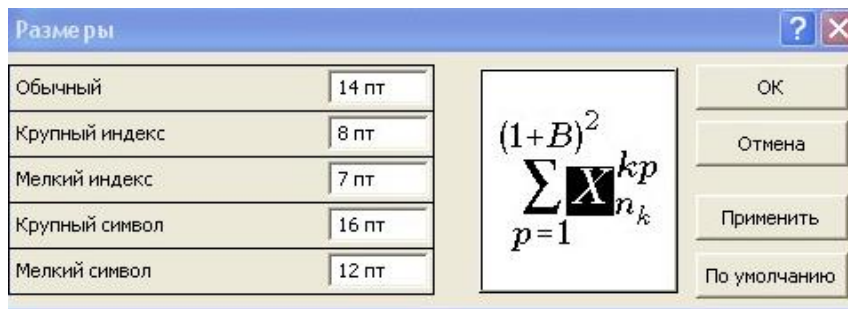 Размеры
Обычный 14 пт
Крупный индекс 8 пт
Мелкий индекс 7 пт
Крупный символ 16 пт
Мелкий символ 12 пт
(1+B)²
∑ X kp n_k
p=1
ОК
Отмена
Применить
По умолчанию